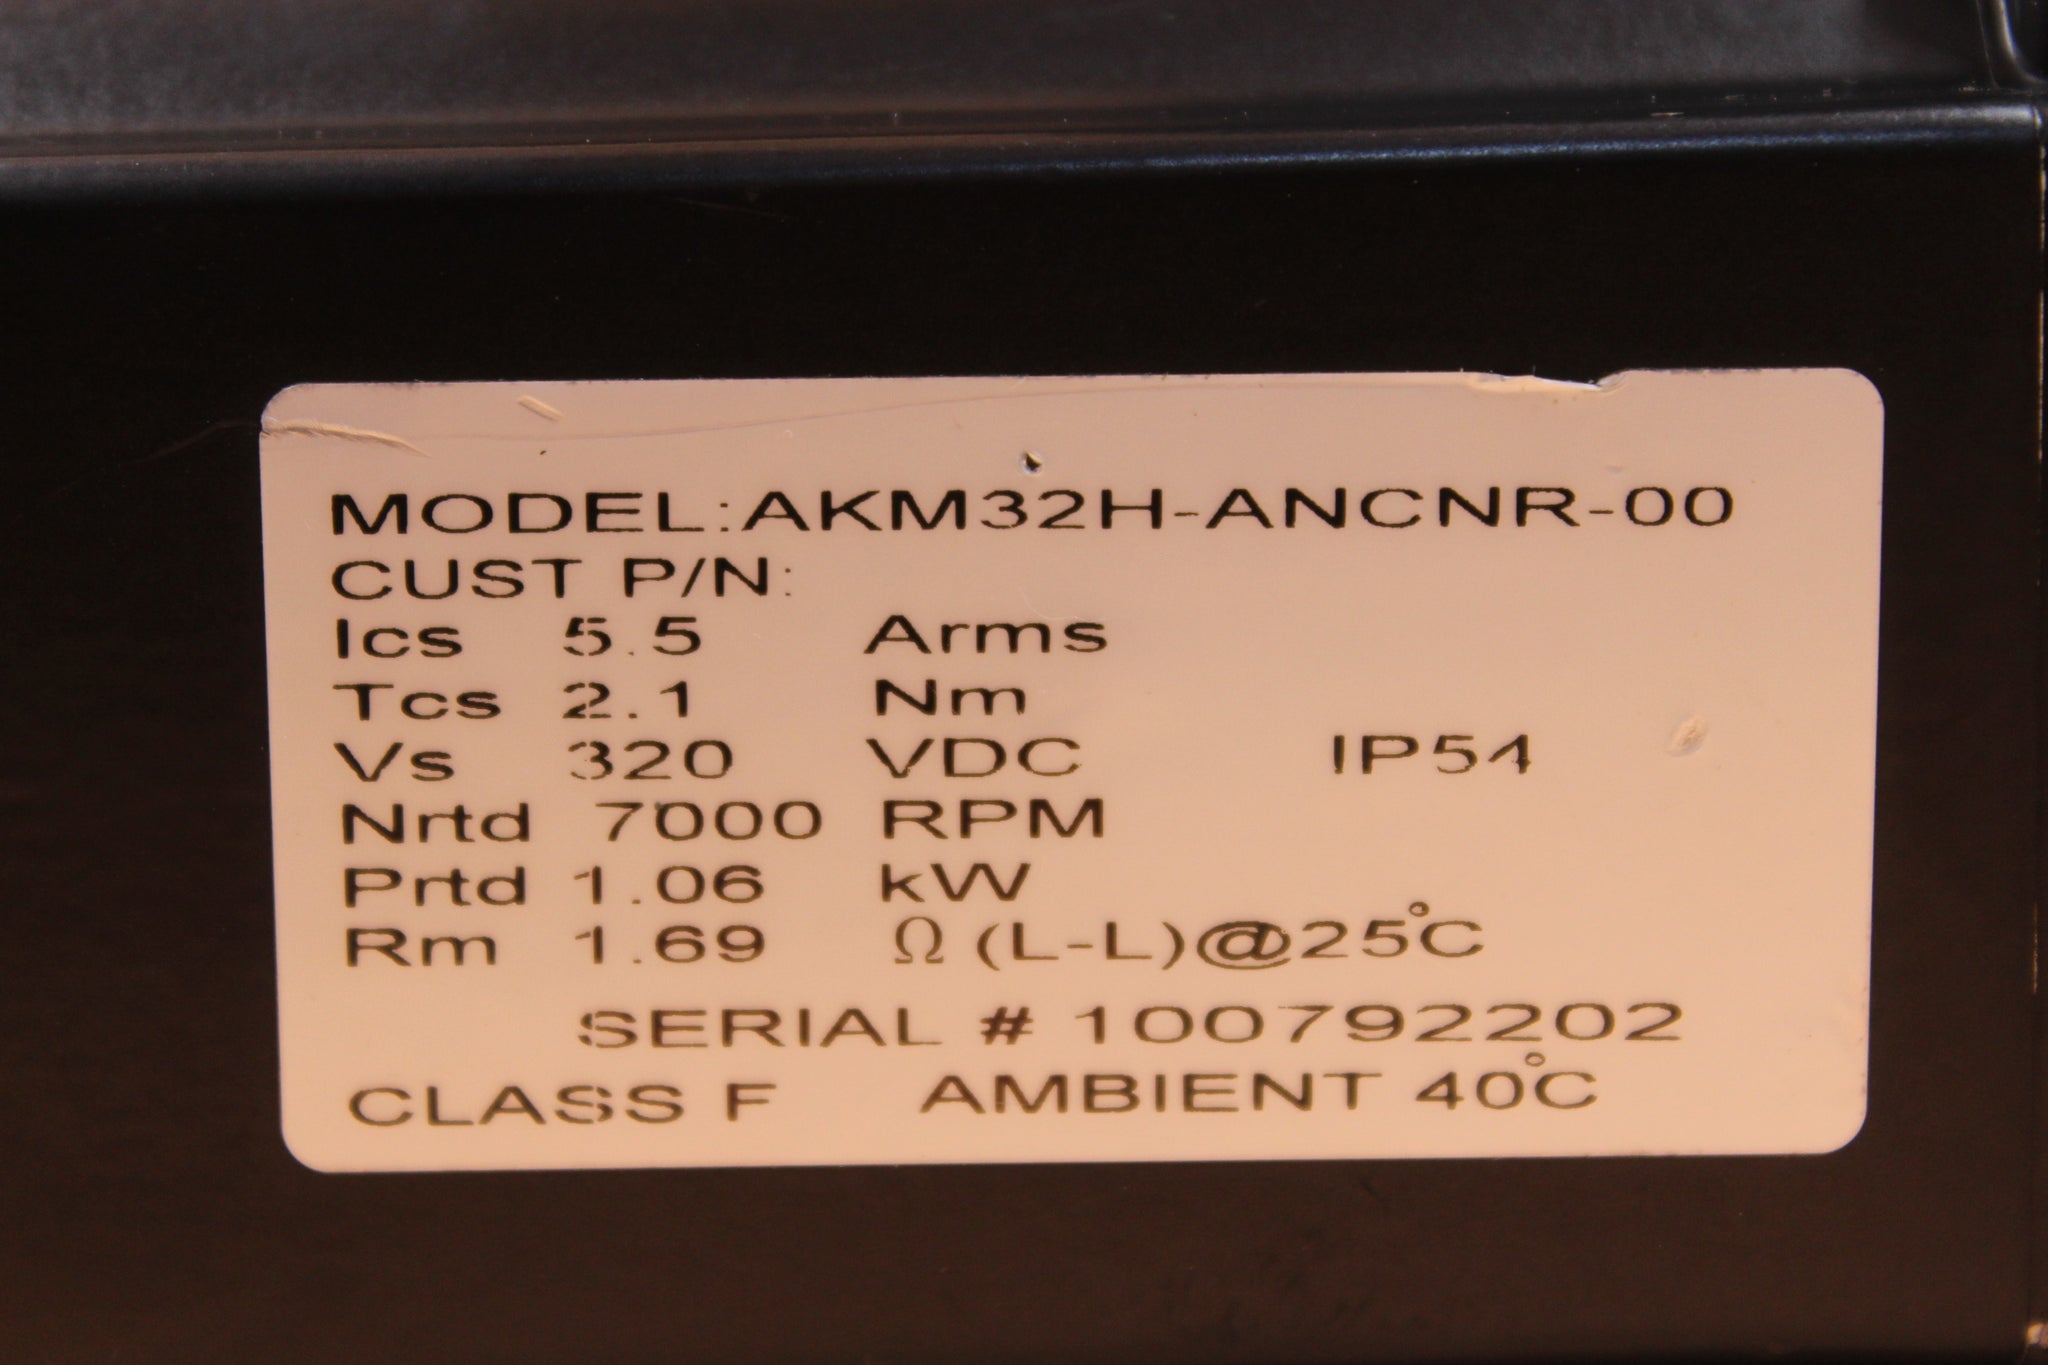 MODEL:AKM32H-ANCNR-00
CUST P/N:
Ics 5.5 Arms
Tcs 2.1 Nm
Vs 320 VDC IP54
Nrtd 7000 RPM
Prtd 1.06 kW
Rm 1.69 Ω (L-L)@25°C
SERIAL # 100792202
CLASS F AMBIENT 40°C